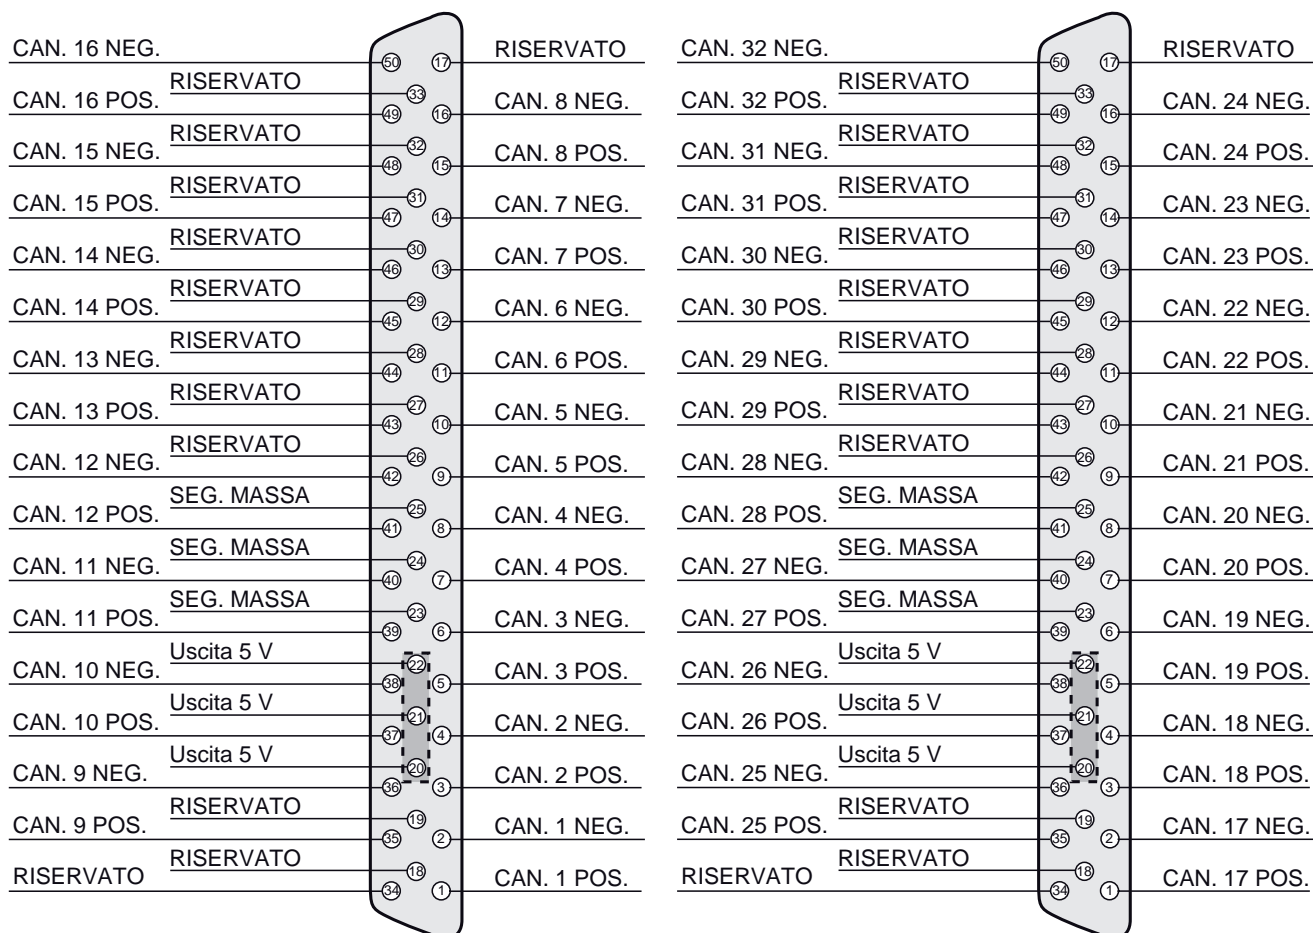 CAN. 16 NEG. 50 17 RISERVATO
RISERVATO 33
CAN. 16 POS. 49 16 CAN. 8 NEG.
RISERVATO 32
CAN. 15 NEG. 48 15 CAN. 8 POS.
RISERVATO 31
CAN. 15 POS. 47 14 CAN. 7 NEG.
RISERVATO 30
CAN. 14 NEG. 46 13 CAN. 7 POS.
RISERVATO 29
CAN. 14 POS. 45 12 CAN. 6 NEG.
RISERVATO 28
CAN. 13 NEG. 44 11 CAN. 6 POS.
RISERVATO 27
CAN. 13 POS. 43 10 CAN. 5 NEG.
RISERVATO 26
CAN. 12 NEG. 42 9 CAN. 5 POS.
SEG. MASSA 25
CAN. 12 POS. 41 8 CAN. 4 NEG.
SEG. MASSA 24
CAN. 11 NEG. 40 7 CAN. 4 POS.
SEG. MASSA 23
CAN. 11 POS. 39 6 CAN. 3 NEG.
Uscita 5 V 22
CAN. 10 NEG. 38 5 CAN. 3 POS.
Uscita 5 V 21
CAN. 10 POS. 37 4 CAN. 2 NEG.
Uscita 5 V 20
CAN. 9 NEG. 36 3 CAN. 2 POS.
RISERVATO 19
CAN. 9 POS. 35 2 CAN. 1 NEG.
RISERVATO 18
RISERVATO 34 1 CAN. 1 POS.
CAN. 32 NEG. 50 17 RISERVATO
RISERVATO 33
CAN. 32 POS. 49 16 CAN. 24 NEG.
RISERVATO 32
CAN. 31 NEG. 48 15 CAN. 24 POS.
RISERVATO 31
CAN. 31 POS. 47 14 CAN. 23 NEG.
RISERVATO 30
CAN. 30 NEG. 46 13 CAN. 23 POS.
RISERVATO 29
CAN. 30 POS. 45 12 CAN. 22 NEG.
RISERVATO 28
CAN. 29 NEG. 44 11 CAN. 22 POS.
RISERVATO 27
CAN. 29 POS. 43 10 CAN. 21 NEG.
RISERVATO 26
CAN. 28 NEG. 42 9 CAN. 21 POS.
SEG. MASSA 25
CAN. 28 POS. 41 8 CAN. 20 NEG.
SEG. MASSA 24
CAN. 27 NEG. 40 7 CAN. 20 POS.
SEG. MASSA 23
CAN. 27 POS. 39 6 CAN. 19 NEG.
Uscita 5 V 22
CAN. 26 NEG. 38 5 CAN. 19 POS.
Uscita 5 V 21
CAN. 26 POS. 37 4 CAN. 18 NEG.
Uscita 5 V 20
CAN. 25 NEG. 36 3 CAN. 18 POS.
RISERVATO 19
CAN. 25 POS. 35 2 CAN. 17 NEG.
RISERVATO 18
RISERVATO 34 1 CAN. 17 POS.